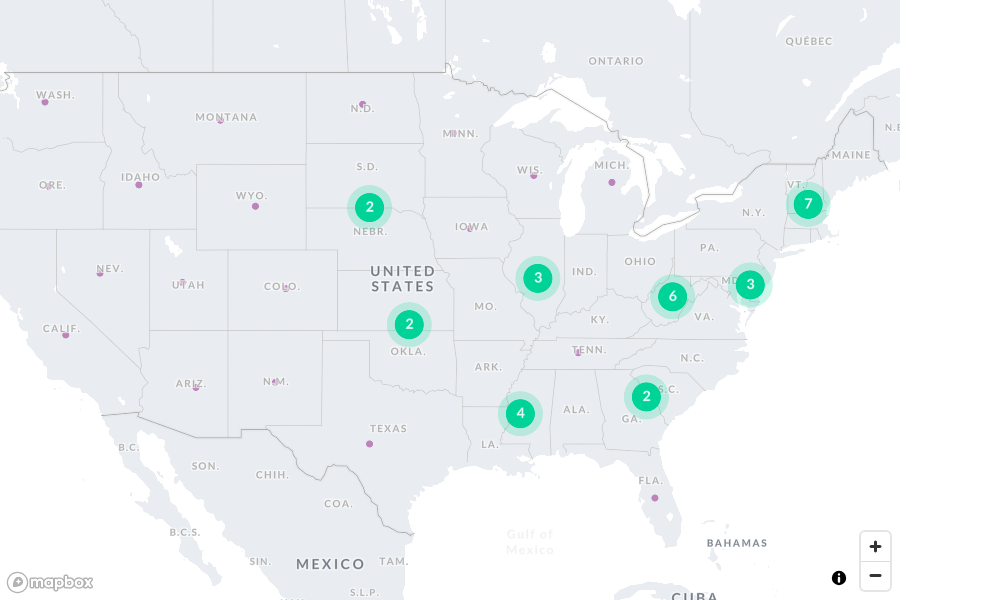 QUÉBEC
ONTARIO
WASH.
MONTANA
N.D.
MINN.
N.B
MAINE
ORE.
IDAHO
S.D.
WIS.
MICH.
VT.
WYO.
2
7
NEBR.
IOWA
N.Y.
PA.
NEV.
UTAH
COLO.
UNITED
STATES
3
IND.
OHIO
MD.
3
6
MO.
KY.
VA.
CALIF.
2
OKLA.
TENN.
N.C.
ARIZ.
N.M.
ARK.
2
S.C.
4
ALA.
GA.
TEXAS
LA.
B.C.
SON.
CHIH.
COA.
FLA.
B.C.S.
Gulf of
Mexico
BAHAMAS
SIN.
MEXICO
TAM.
mapbox
S.L.P.
CUBA